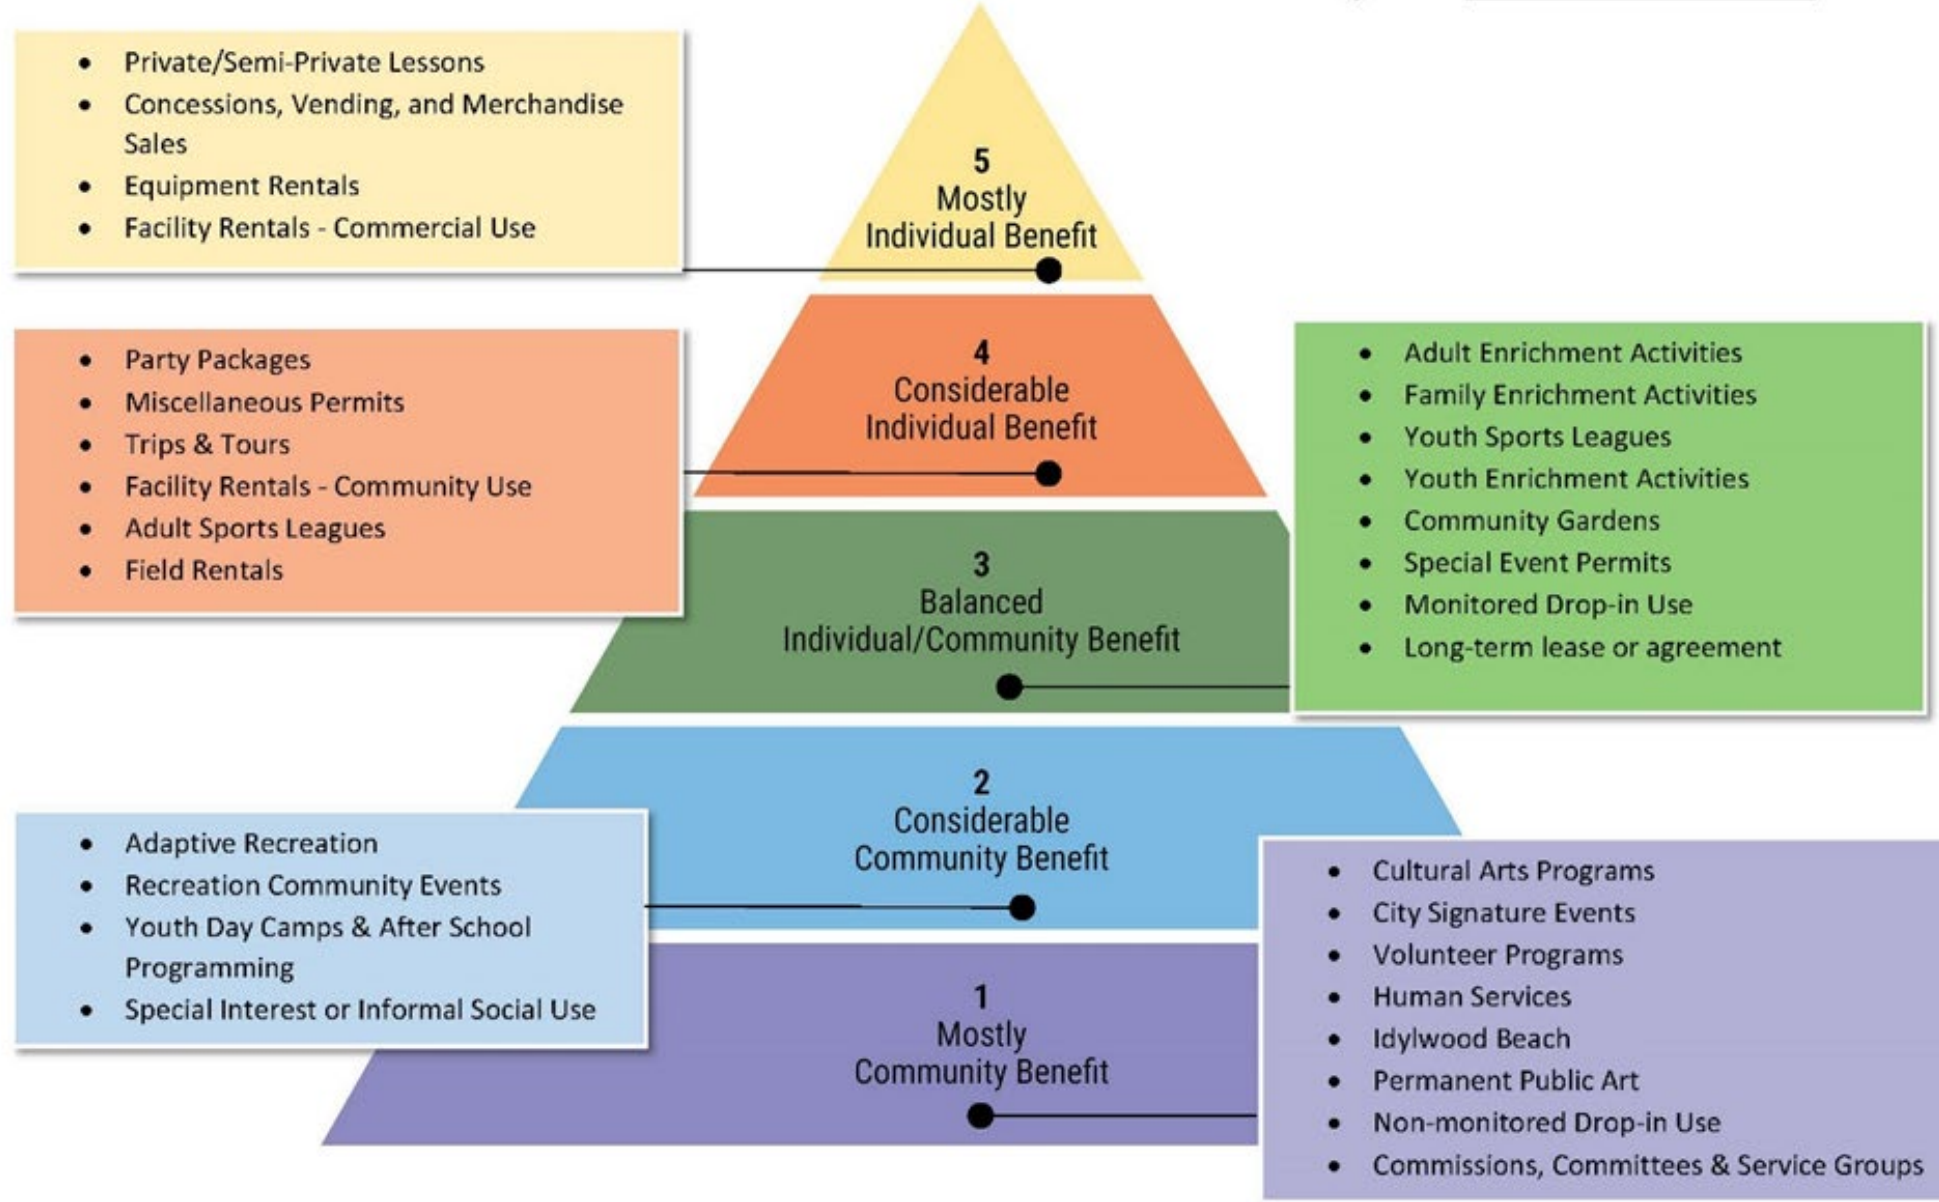 • Private/Semi-Private Lessons
• Concessions, Vending, and Merchandise
Sales
• Equipment Rentals
• Facility Rentals - Commercial Use
5
Mostly
Individual Benefit
• Party Packages
• Miscellaneous Permits
• Trips & Tours
• Facility Rentals - Community Use
• Adult Sports Leagues
• Field Rentals
4
Considerable
Individual Benefit
• Adult Enrichment Activities
• Family Enrichment Activities
• Youth Sports Leagues
• Youth Enrichment Activities
• Community Gardens
• Special Event Permits
• Monitored Drop-in Use
• Long-term lease or agreement
3
Balanced
Individual/Community Benefit
2
Considerable
Community Benefit
• Adaptive Recreation
• Recreation Community Events
• Youth Day Camps & After School
Programming
• Special Interest or Informal Social Use
1
Mostly
Community Benefit
• Cultural Arts Programs
• City Signature Events
• Volunteer Programs
• Human Services
• Idylwood Beach
• Permanent Public Art
• Non-monitored Drop-in Use
• Commissions, Committees & Service Groups